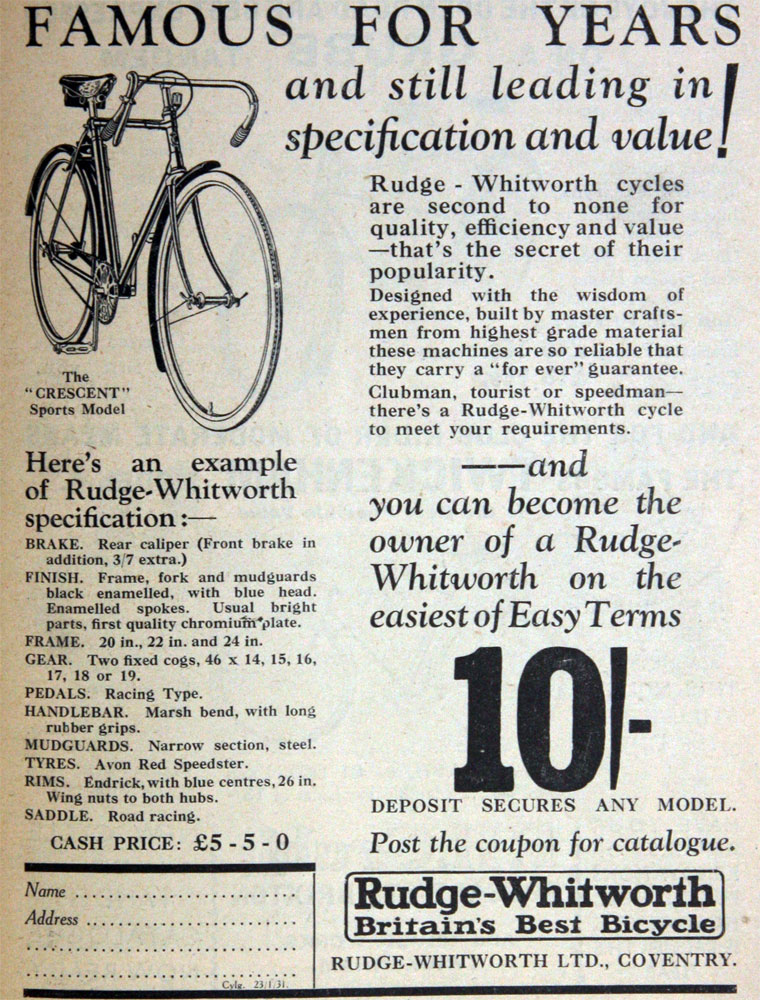 FAMOUS FOR YEARS
and still leading in
specification and value!
Rudge - Whitworth cycles
are second to none for
quality, efficiency and value
—that's the secret of their
popularity.
Designed with the wisdom of
experience, built by master crafts-
men from highest grade material
these machines are so reliable that
they carry a "for ever" guarantee.
Clubman, tourist or speedman—
there's a Rudge-Whitworth cycle
to meet your requirements.
The
"CRESCENT"
Sports Model
Here's an example
of Rudge-Whitworth
specification :—
BRAKE. Rear caliper (Front brake in
addition, 3/7 extra.)
FINISH. Frame, fork and mudguards
black enamelled, with blue head.
Enamelled spokes. Usual bright
parts, first quality chromium plate.
FRAME. 20 in., 22 in. and 24 in.
GEAR. Two fixed cogs, 46 x 14, 15, 16,
17, 18 or 19.
PEDALS. Racing Type.
HANDLEBAR. Marsh bend, with long
rubber grips.
MUDGUARDS. Narrow section, steel.
TYRES. Avon Red Speedster.
RIMS. Endrick, with blue centres, 26 in.
Wing nuts to both hubs.
SADDLE. Road racing.
CASH PRICE: £5 - 5 - 0
——and
you can become the
owner of a Rudge-
Whitworth on the
easiest of Easy Terms
10/-
DEPOSIT SECURES ANY MODEL.
Post the coupon for catalogue.
Name ..............................
Address ..............................
Cylg. 23/1/31.
Rudge-Whitworth
Britain's Best Bicycle
RUDGE-WHITWORTH LTD., COVENTRY.